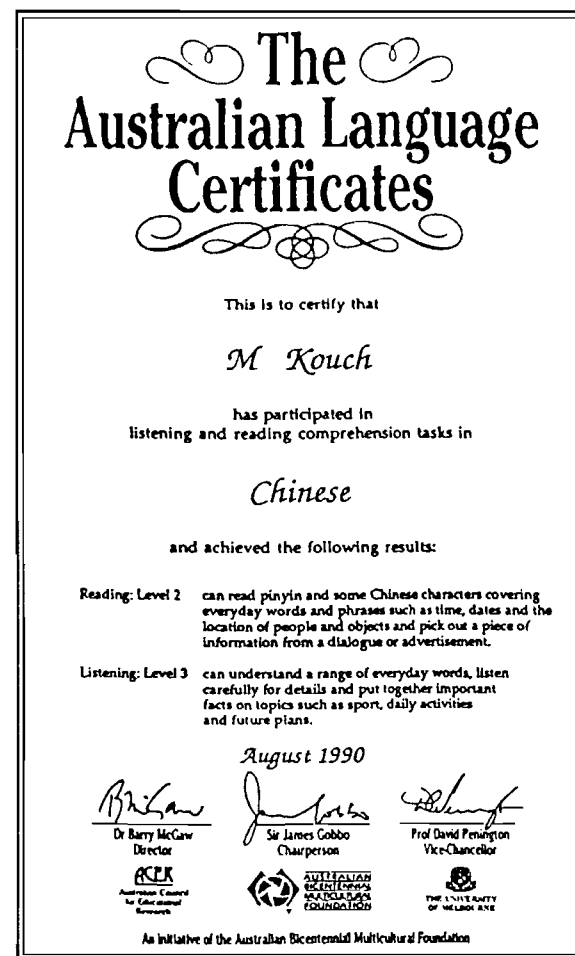 The
Australian Language
Certificates
This is to certify that
M Kouch
has participated in
listening and reading comprehension tasks in
Chinese
and achieved the following results:
Reading: Level 2 can read pinyin and some Chinese characters covering
everyday words and phrases such as time, dates and the
location of people and objects and pick out a piece of
information from a dialogue or advertisement.
Listening: Level 3 can understand a range of everyday words, listen
carefully for details and put together important
facts on topics such as sport, daily activities
and future plans.
August 1990
Dr Barry McGaw
Director
Sir James Gobbo
Chairperson
Prof David Penington
Vice-Chancellor
ACER
Australian Council
for Educational
Research
AUSTRALIAN
BICENTENNIAL
MULTICULTURAL
FOUNDATION
THE UNIVERSITY
OF MELBOURNE
An initiative of the Australian Bicentennial Multicultural Foundation